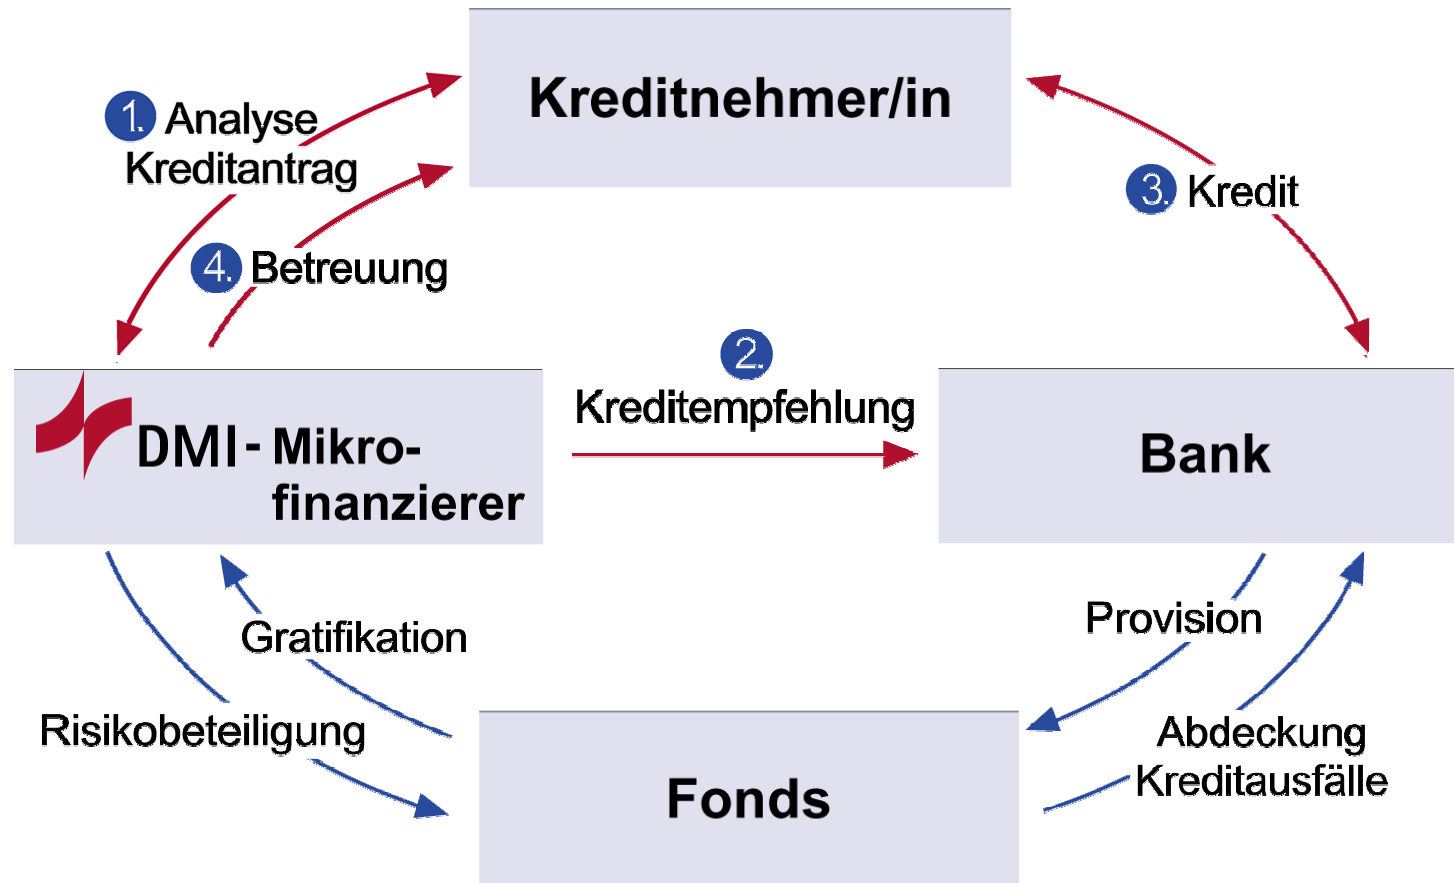 Kreditnehmer/in
1. Analyse
Kreditantrag
3. Kredit
4. Betreuung
2.
Kreditempfehlung
DMI- Mikro-
finanzierer
Bank
Gratifikation
Provision
Risikobeteiligung
Abdeckung
Kreditausfälle
Fonds